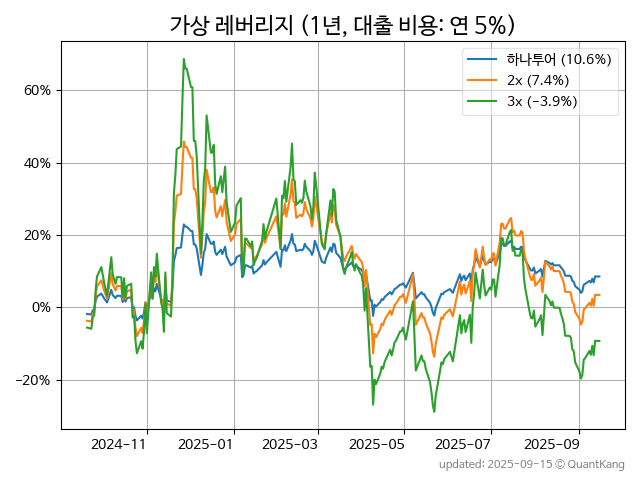 가상 레버리지 (1년, 대출 비용: 연 5%)
하나투어 (10.6%)
2x (7.4%)
3x (−3.9%)
60%
40%
20%
0%
−20%
2024-11
2025-01
2025-03
2025-05
2025-07
2025-09
updated: 2025-09-15 © QuantKang